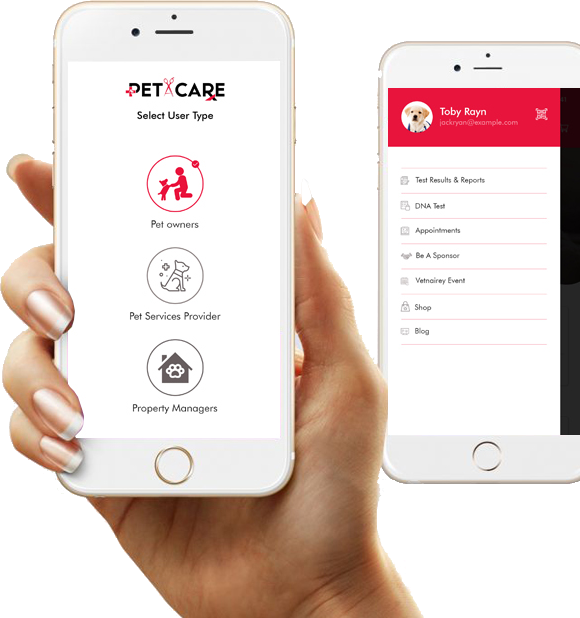 PET CARE
Select User Type
Pet owners
Pet Services Provider
Property Managers
Toby Rayn
jackryan@example.com
Test Results & Reports
DNA Test
Appointments
Be A Sponsor
Vetnairey Event
Shop
Blog